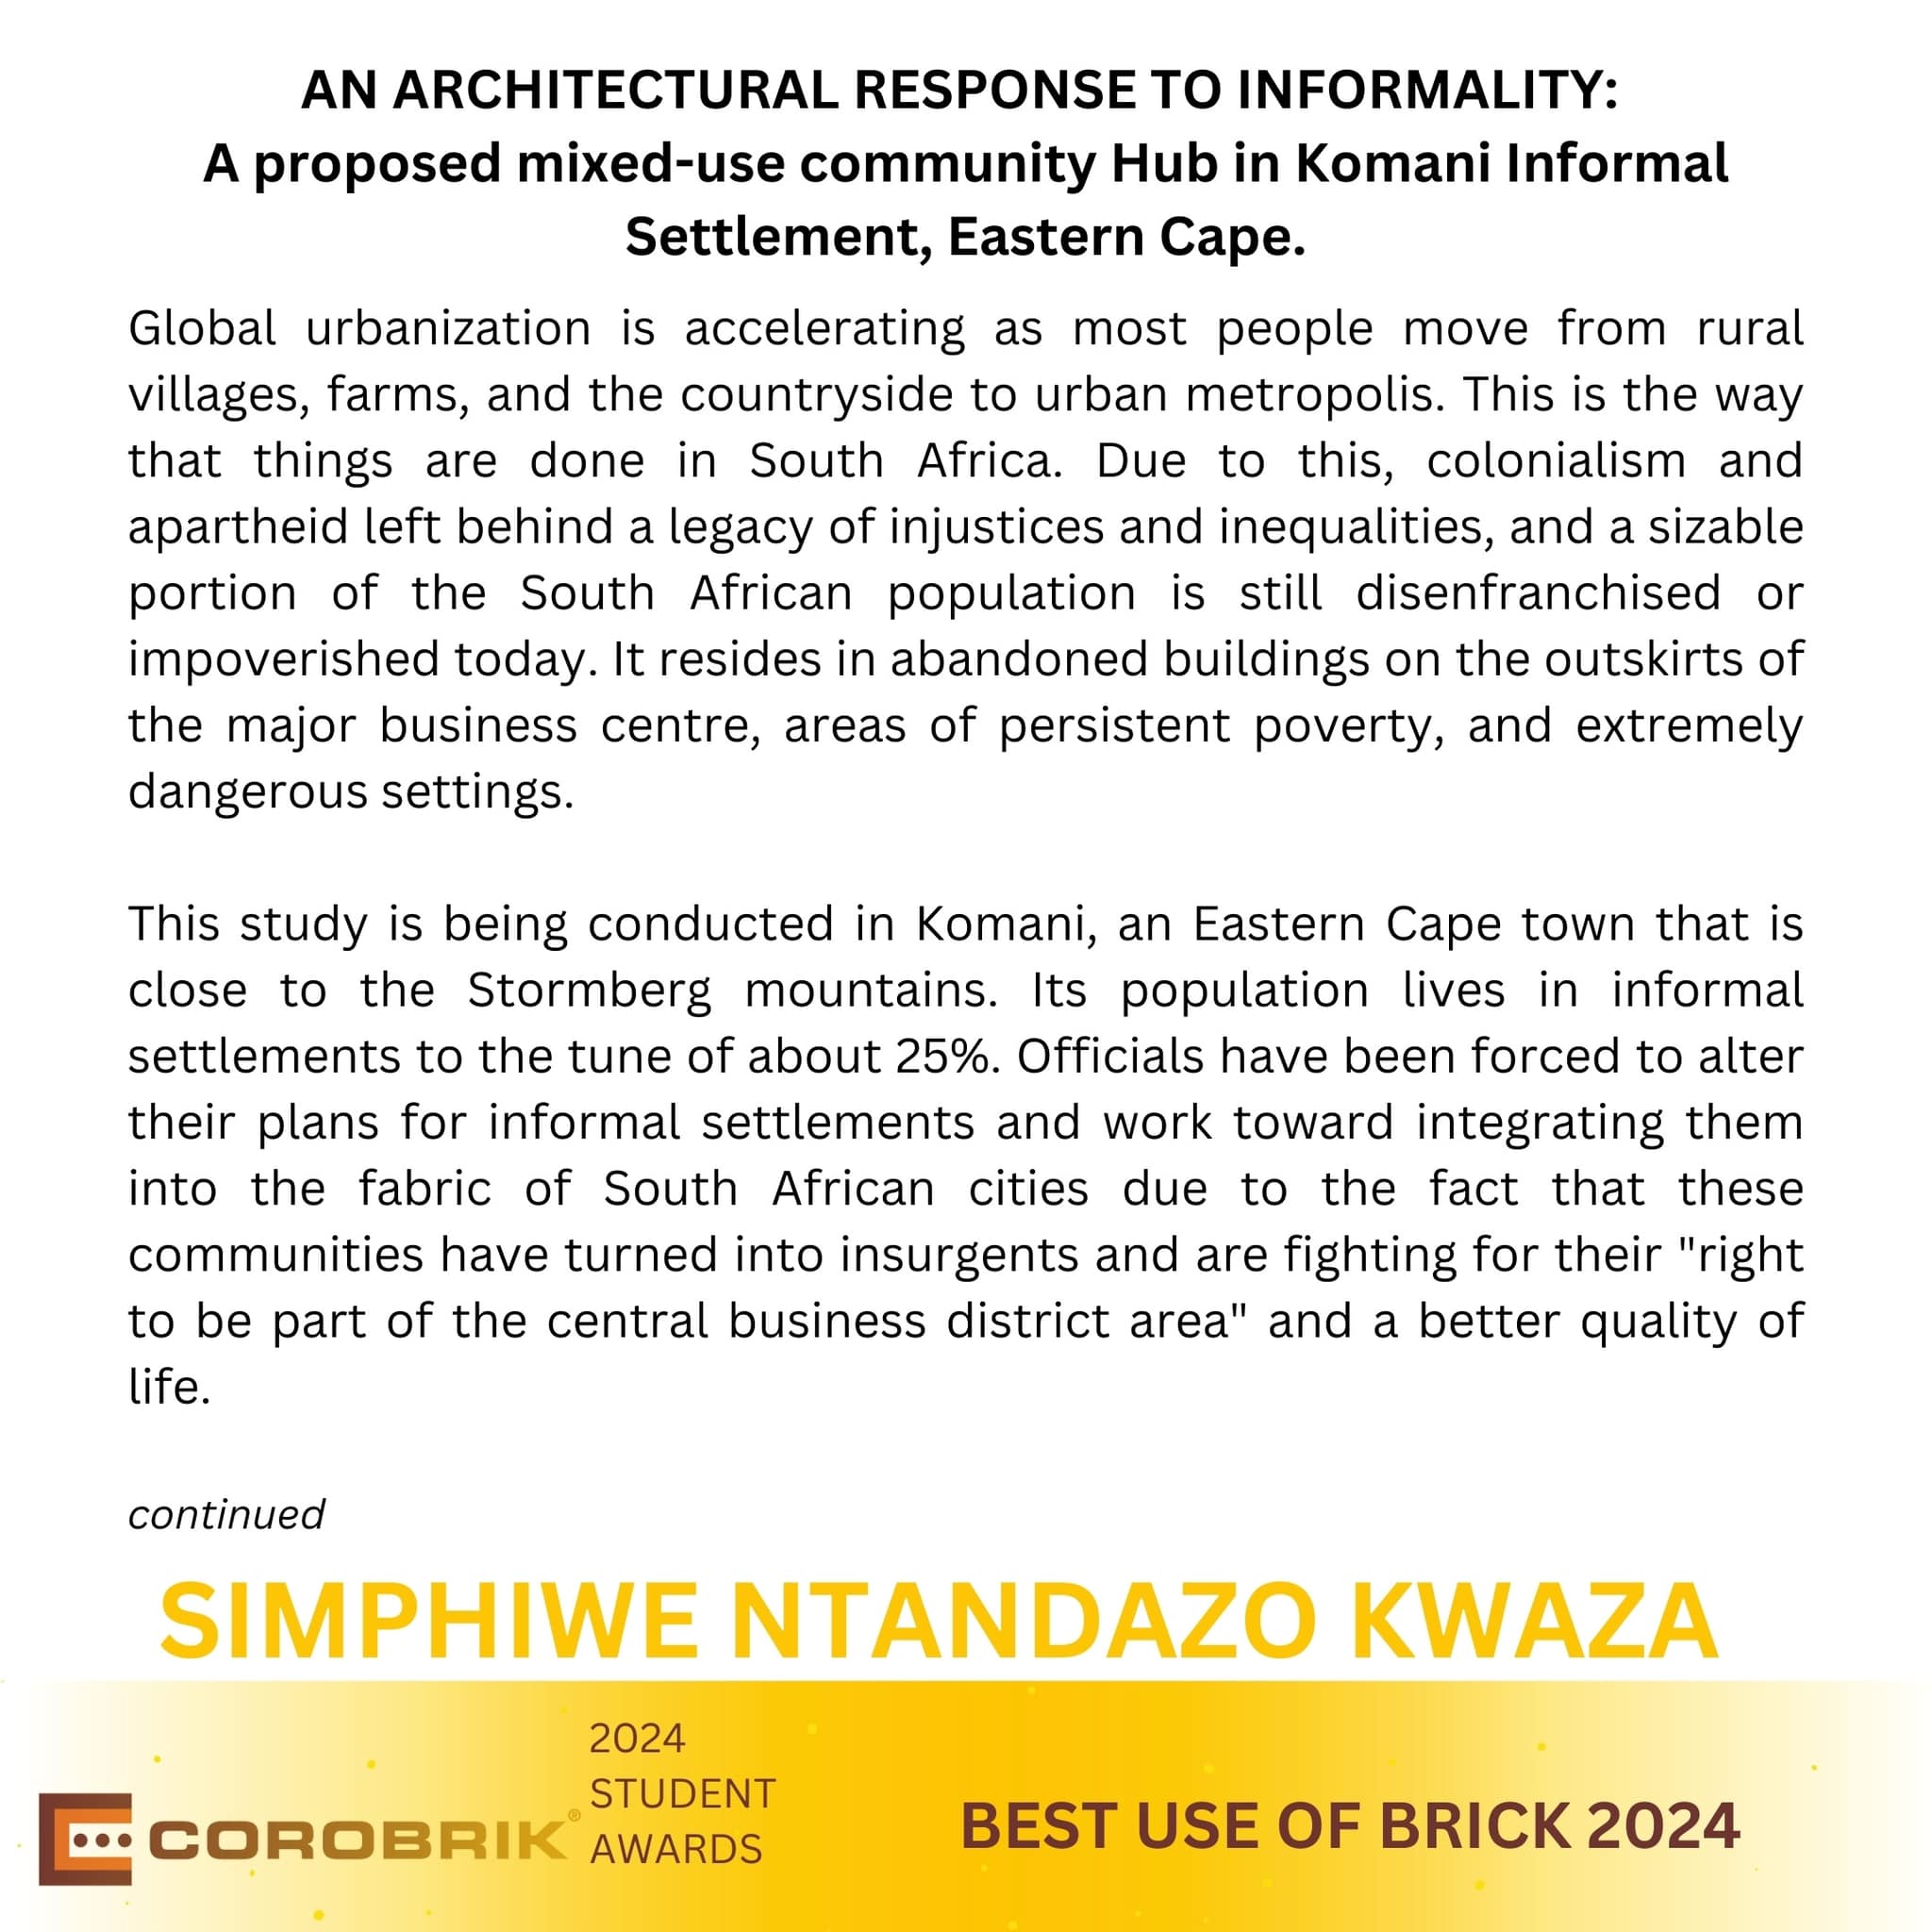 AN ARCHITECTURAL RESPONSE TO INFORMALITY:
A proposed mixed-use community Hub in Komani Informal
Settlement, Eastern Cape.
Global urbanization is accelerating as most people move from rural
villages, farms, and the countryside to urban metropolis. This is the way
that things are done in South Africa. Due to this, colonialism and
apartheid left behind a legacy of injustices and inequalities, and a sizable
portion of the South African population is still disenfranchised or
impoverished today. It resides in abandoned buildings on the outskirts of
the major business centre, areas of persistent poverty, and extremely
dangerous settings.
This study is being conducted in Komani, an Eastern Cape town that is
close to the Stormberg mountains. Its population lives in informal
settlements to the tune of about 25%. Officials have been forced to alter
their plans for informal settlements and work toward integrating them
into the fabric of South African cities due to the fact that these
communities have turned into insurgents and are fighting for their "right
to be part of the central business district area" and a better quality of
life.
continued
SIMPHIWE NTANDAZO KWAZA
COROBRIK®
2024
STUDENT
AWARDS
BEST USE OF BRICK 2024